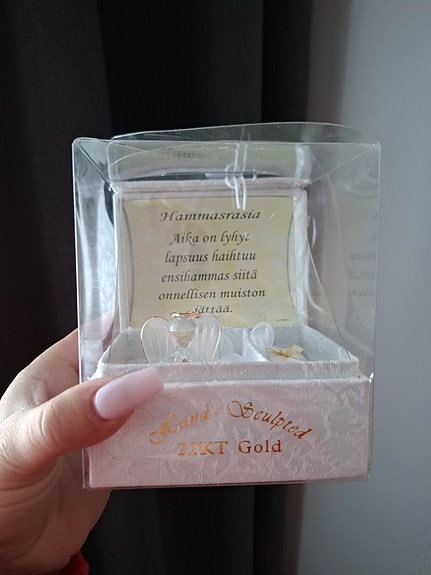 Hammasrasia
Aika on lyhyt
lapsuus haihtuu
ensihammas siitä
onnellisen muiston
jättää.
Hand-Sculpted
22KT Gold